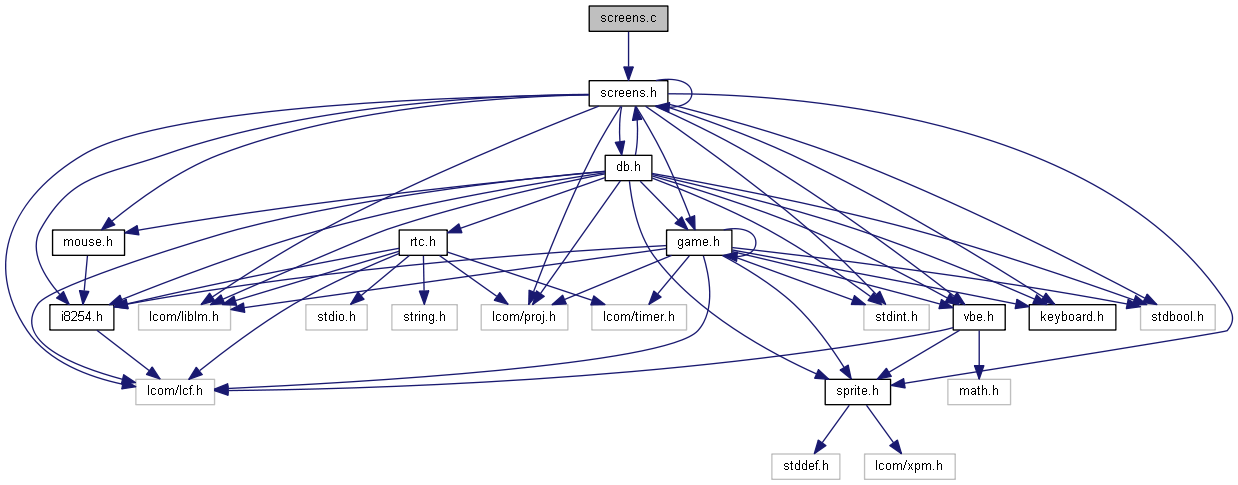 screens.c
screens.h
db.h
mouse.h
rtc.h
game.h
i8254.h
lcom/liblm.h
stdio.h
string.h
lcom/proj.h
lcom/timer.h
stdint.h
vbe.h
keyboard.h
stdbool.h
lcom/lcf.h
sprite.h
math.h
stddef.h
lcom/xpm.h